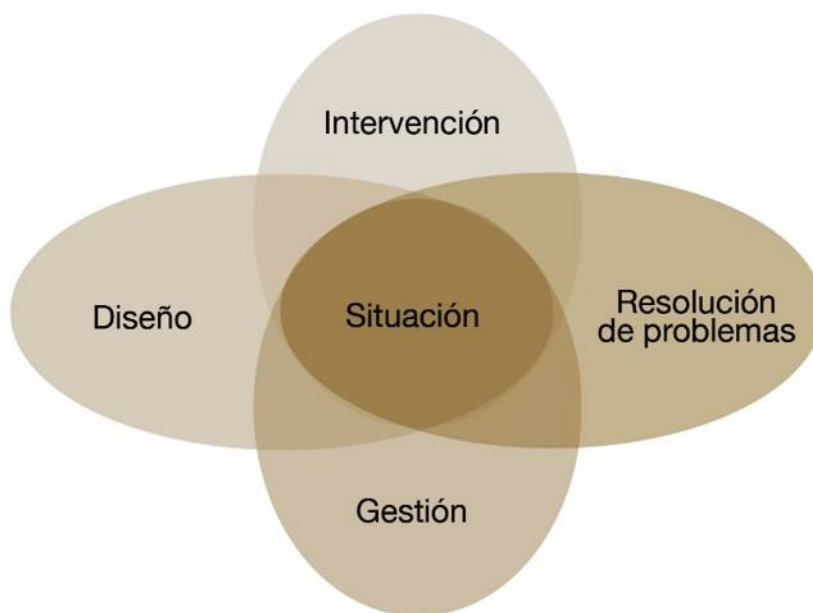 Intervención
Diseño
Situación
Resolución
de problemas
Gestión